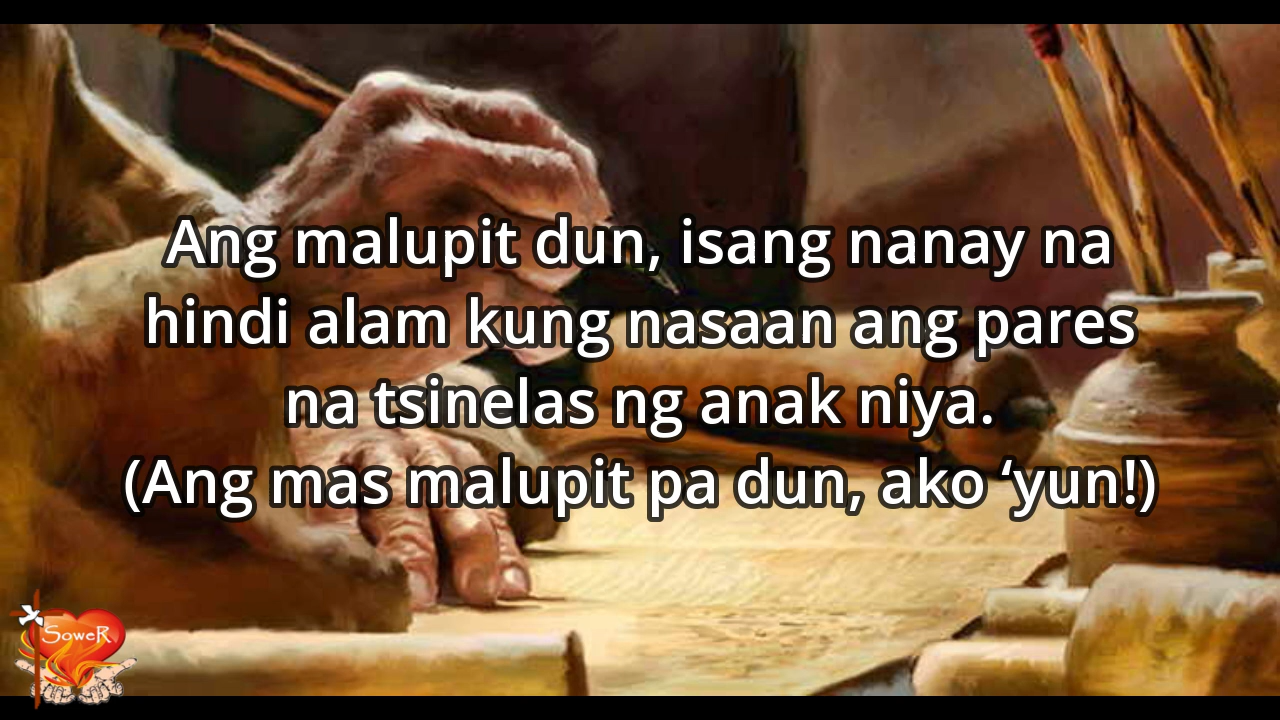 Ang malupit dun, isang nanay na
hindi alam kung nasaan ang pares
na tsinelas ng anak niya.
(Ang mas malupit pa dun, ako ‘yun!)
SoweR